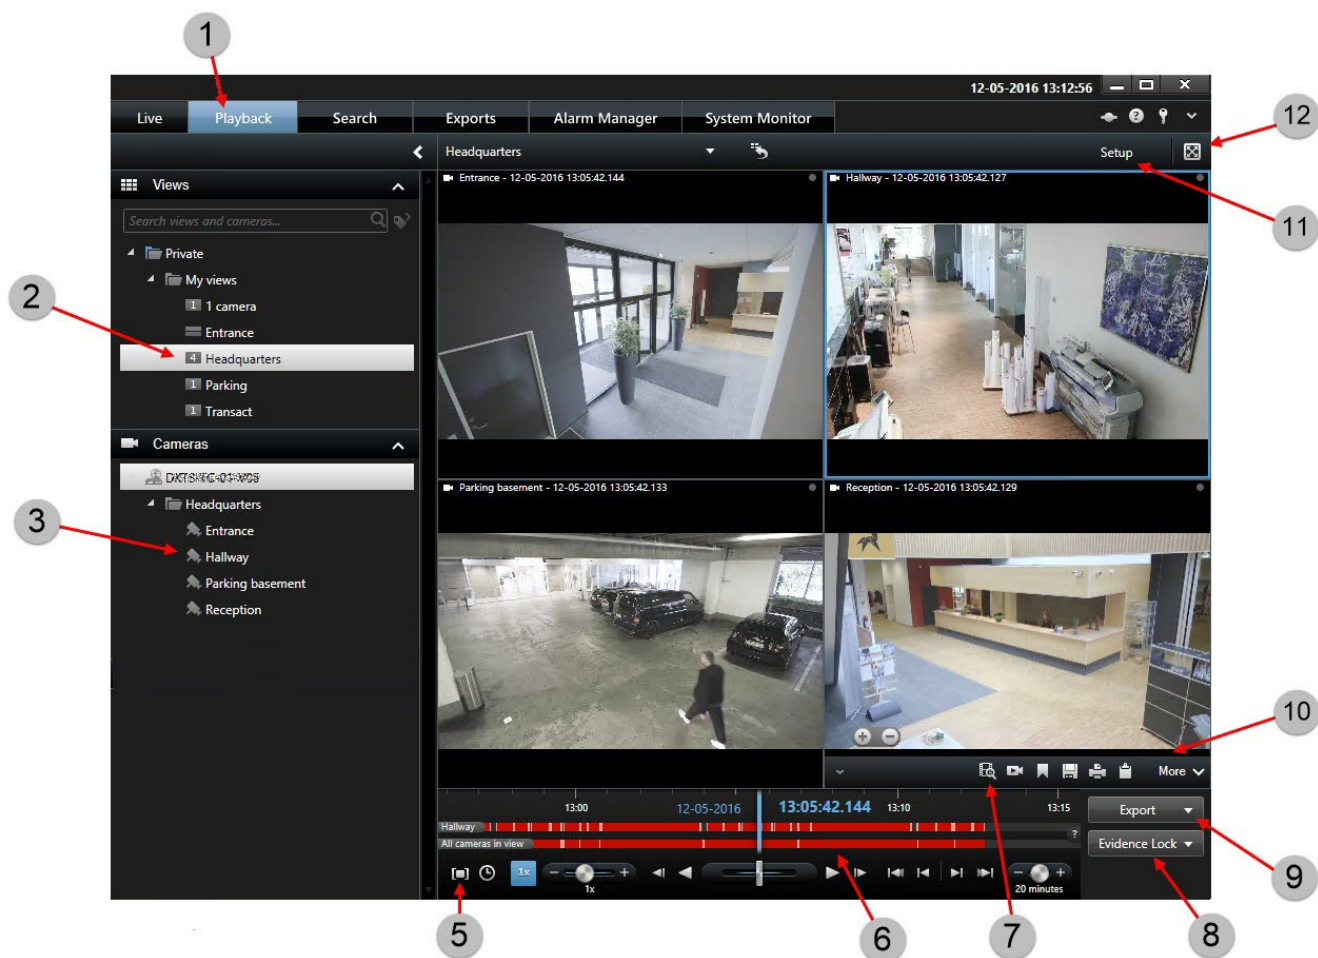 1
12-05-2016 13:12:56
12
Live Playback Search Exports Alarm Manager System Monitor
Headquarters
Setup
11
Views
Search views and cameras...
Private
My views
2
1 1 camera
Entrance
4 Headquarters
1 Parking
1 Transact
Cameras
Headquarters
3
Entrance
Hallway
Parking basement
Reception
Entrance - 12-05-2016 13:05:42.144
Hallway - 12-05-2016 13:05:42.127
Parking basement - 12-05-2016 13:05:42.133
Reception - 12-05-2016 13:05:42.129
10
More
13:00 12-05-2016 13:05:42.144 13:10 13:15
Hallway
All cameras in view
?
Export
Evidence Lock
1x
1x
20 minutes
9
5
6
7
8